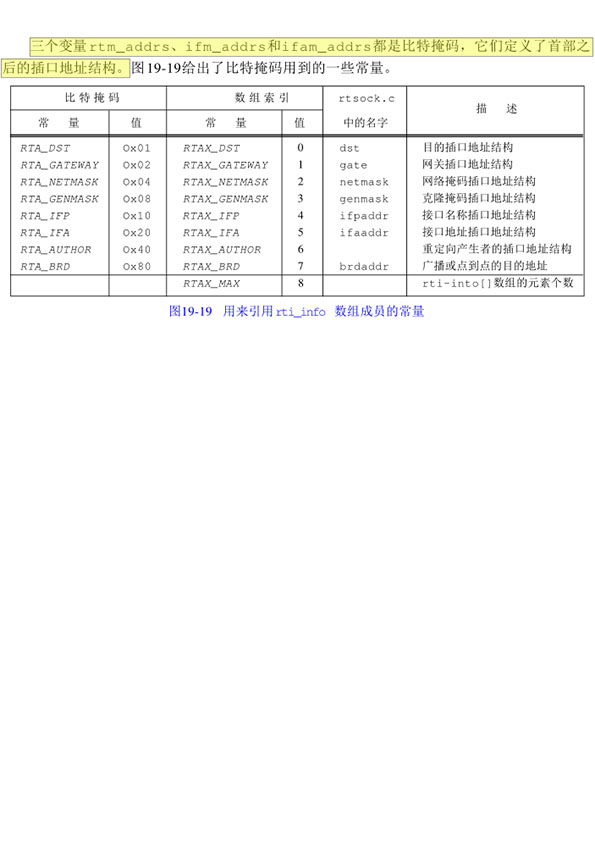 三个变量rtm_addrs、ifm_addrs和ifam_addrs都是比特掩码，它们定义了首部之
后的插口地址结构。图19-19给出了比特掩码用到的一些常量。
比特掩码 数组索引 rtsock.c 描 述
常 量 值 常 量 值 中的名字
RTA_DST 0x01 RTAX_DST 0 dst 目的插口地址结构
RTA_GATEWAY 0x02 RTAX_GATEWAY 1 gate 网关插口地址结构
RTA_NETMASK 0x04 RTAX_NETMASK 2 netmask 网络掩码插口地址结构
RTA_GENMASK 0x08 RTAX_GENMASK 3 genmask 克隆掩码插口地址结构
RTA_IFP 0x10 RTAX_IFP 4 ifpaddr 接口名称插口地址结构
RTA_IFA 0x20 RTAX_IFA 5 ifaaddr 接口地址插口地址结构
RTA_AUTHOR 0x40 RTAX_AUTHOR 6 重定向产生者的插口地址结构
RTA_BRD 0x80 RTAX_BRD 7 brdaddr 广播或点到点的目的地址
RTAX_MAX 8 rti-into[]数组的元素个数
图19-19 用来引用rti_info 数组成员的常量